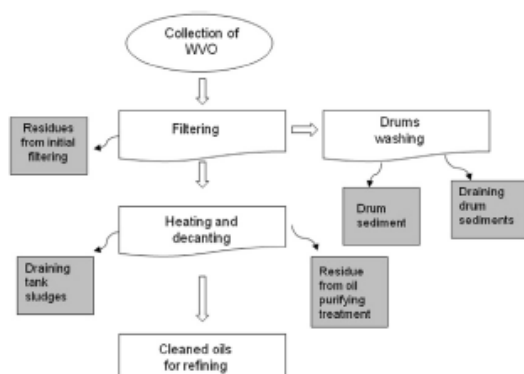 Collection of
WVO
Residues
from initial
filtering
Filtering
Drums
washing
Drum
sediment
Draining
drum
sediments
Heating and
decanting
Draining
tank
sludges
Residue
from oil
purifying
treatment
Cleaned oils
for refining